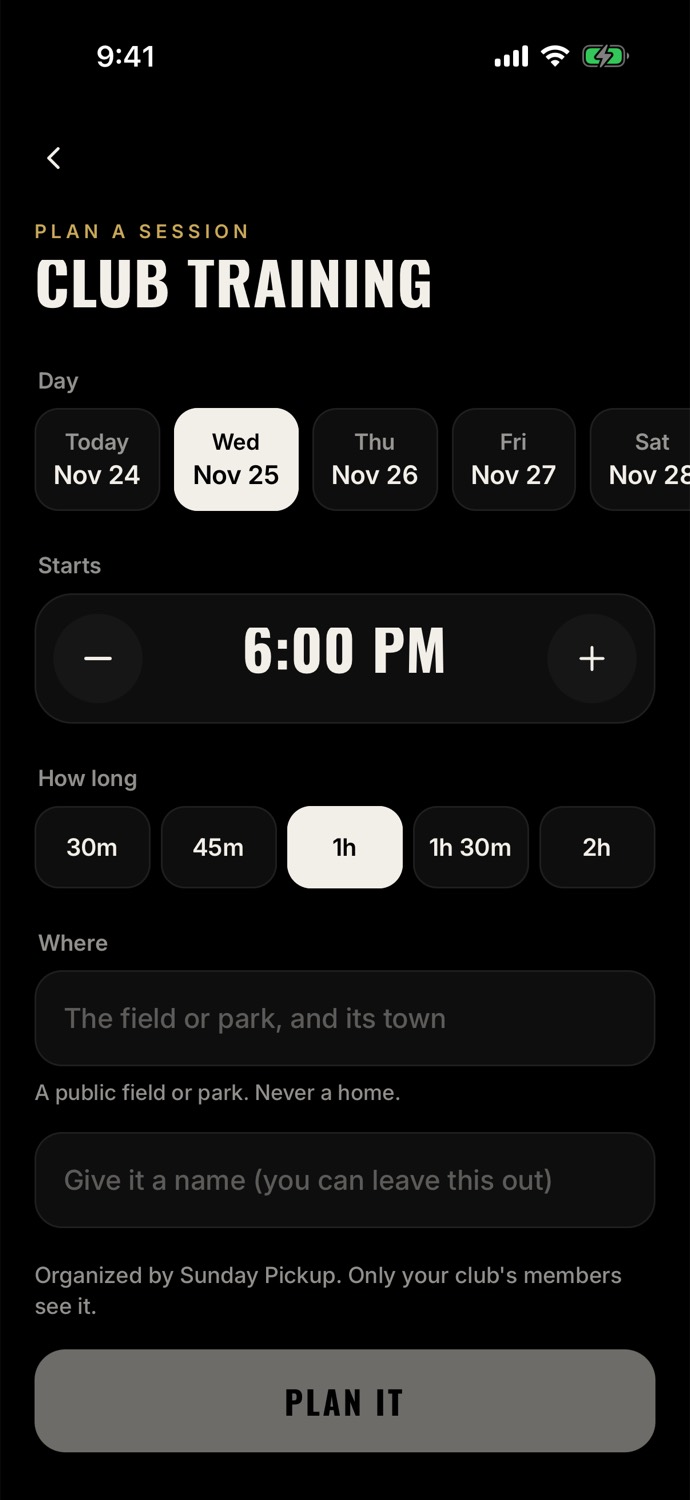 9:41
PLAN A SESSION
CLUB TRAINING
Day
Today Wed Thu Fri Sat
Nov 24 Nov 25 Nov 26 Nov 27 Nov 28
Starts
6:00 PM
How long
30m 45m 1h 1h 30m 2h
Where
The field or park, and its town
A public field or park. Never a home.
Give it a name (you can leave this out)
Organized by Sunday Pickup. Only your club's members
see it.
PLAN IT